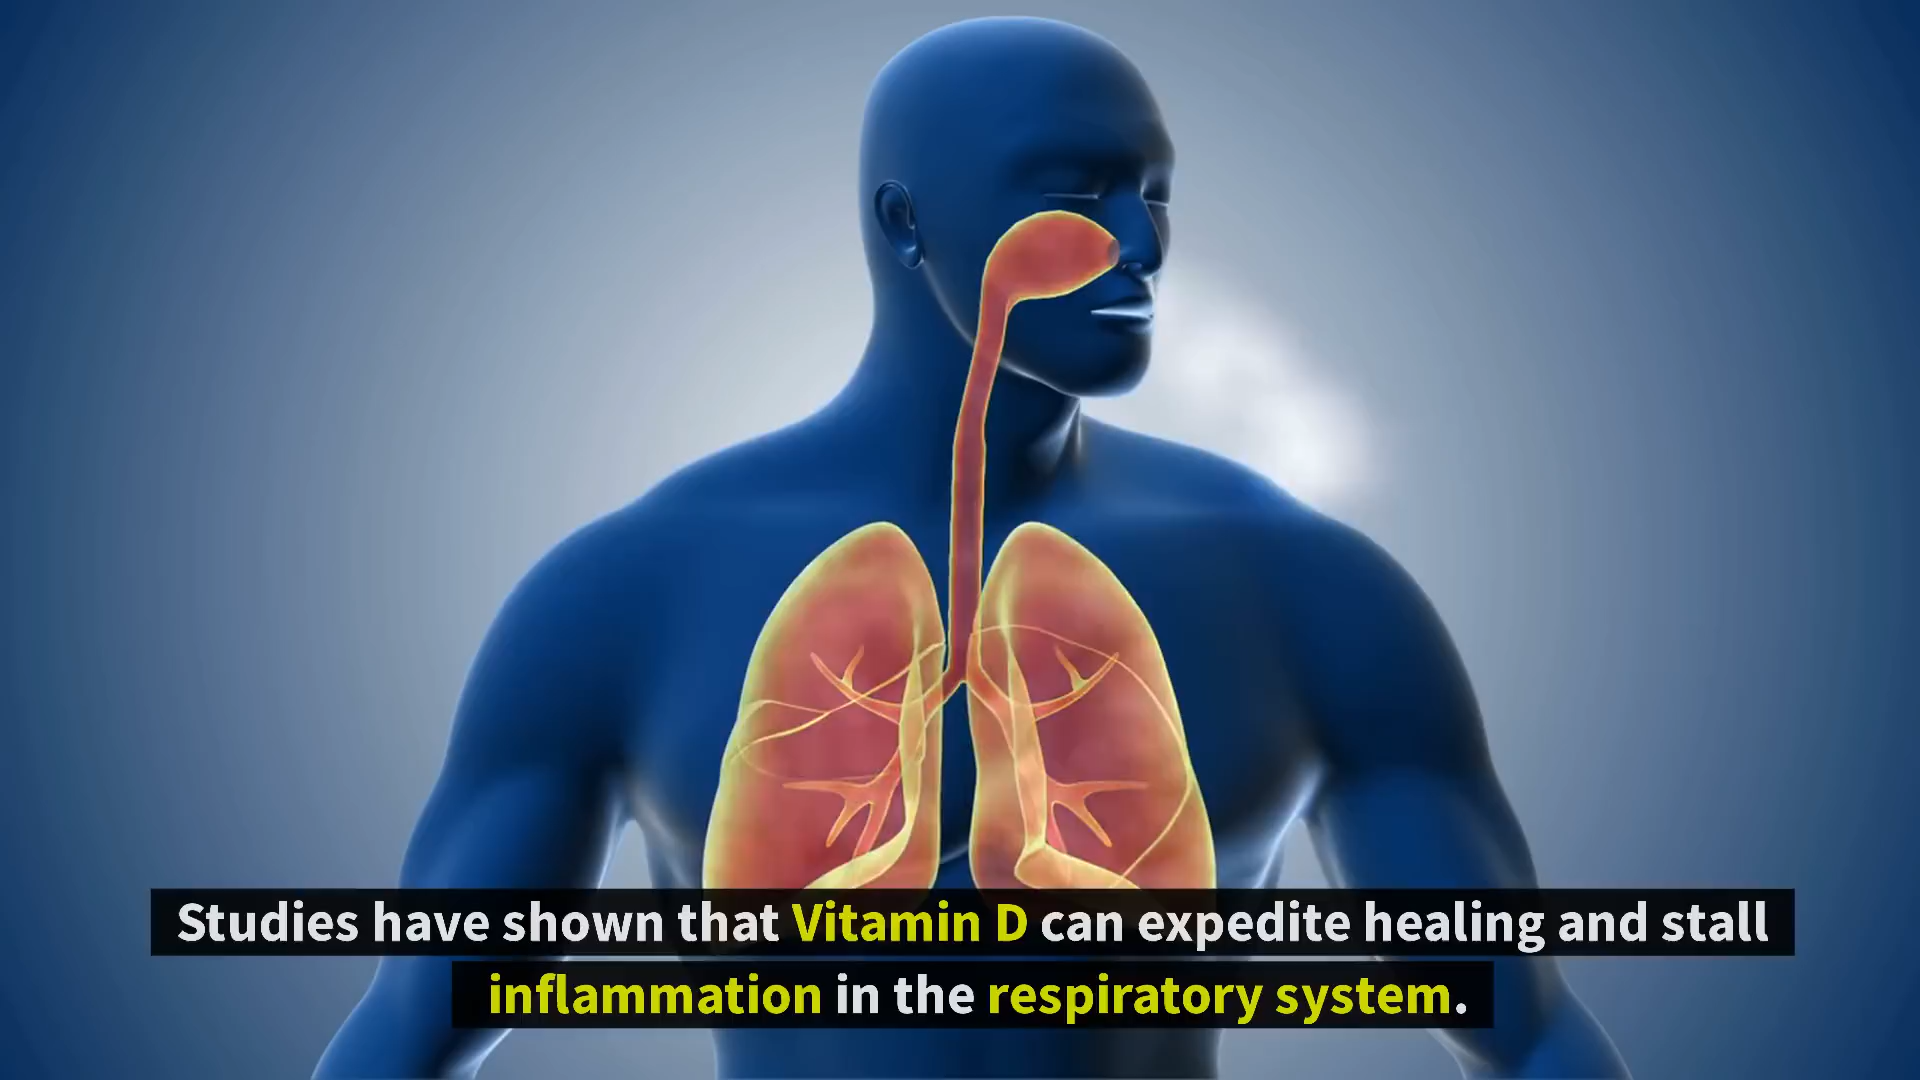 Studies have shown that Vitamin D can expedite healing and stall
inflammation in the respiratory system.